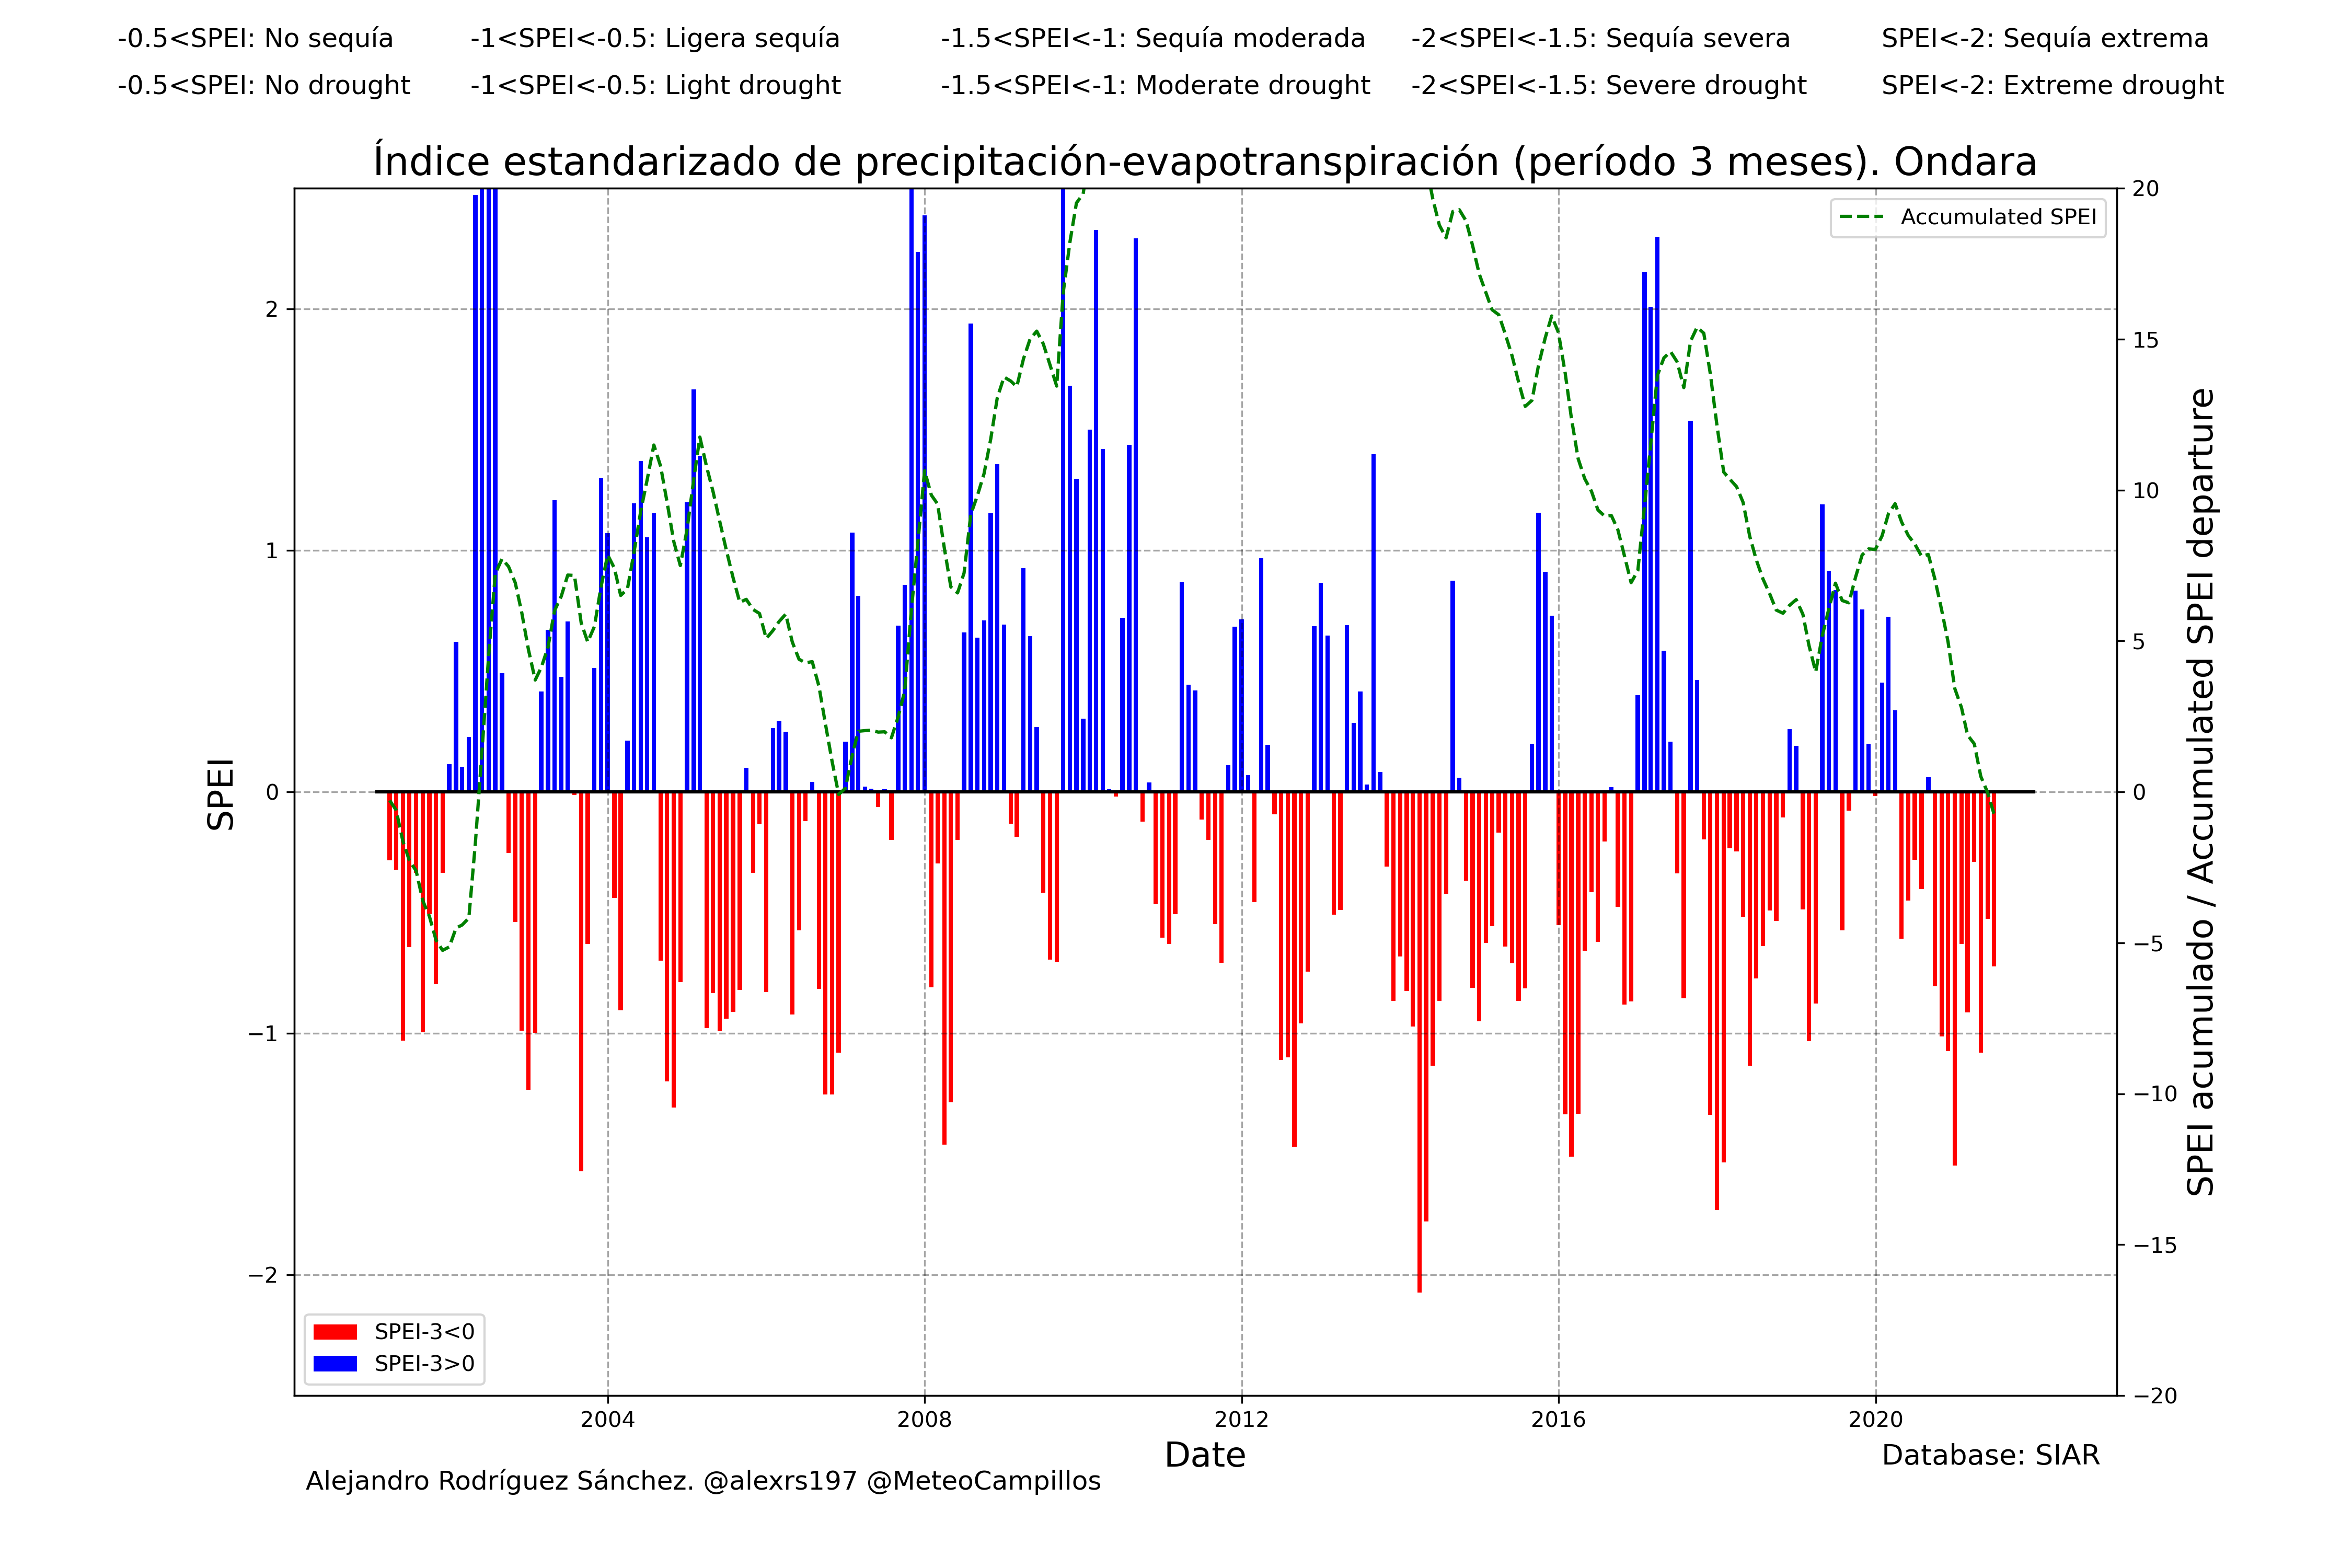 -0.5<SPEI: No sequía
-1<SPEI<-0.5: Ligera sequía
-1.5<SPEI<-1: Sequía moderada
-2<SPEI<-1.5: Sequía severa
SPEI<-2: Sequía extrema
-0.5<SPEI: No drought
-1<SPEI<-0.5: Light drought
-1.5<SPEI<-1: Moderate drought
-2<SPEI<-1.5: Severe drought
SPEI<-2: Extreme drought
Índice estandarizado de precipitación-evapotranspiración (período 3 meses). Ondara
Accumulated SPEI
SPEI
2
1
0
−1
−2
20
15
10
5
0
−5
−10
−15
−20
SPEI acumulado / Accumulated SPEI departure
SPEI-3<0
SPEI-3>0
2004
2008
2012
2016
2020
Date
Database: SIAR
Alejandro Rodríguez Sánchez. @alexrs197 @MeteoCampillos